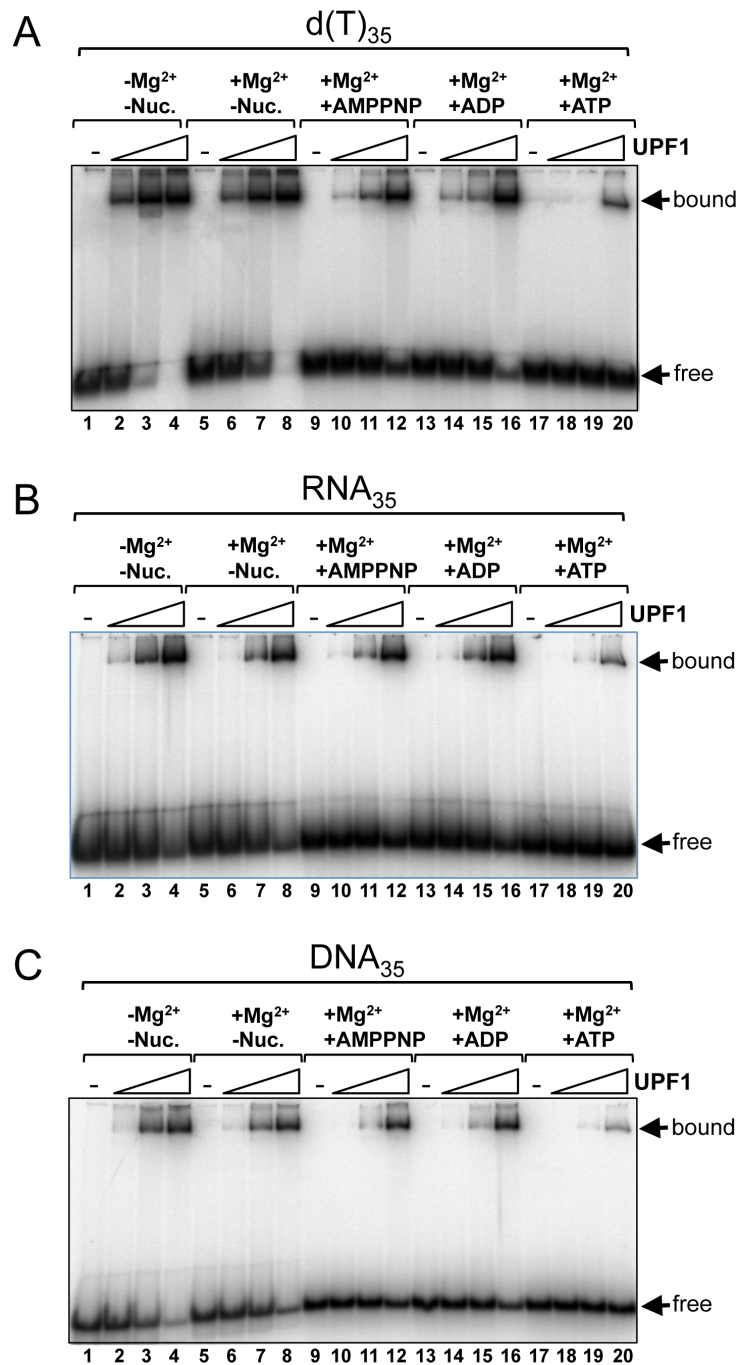 A
d(T)35
-Mg2+ +Mg2+ +Mg2+ +Mg2+ +Mg2+
-Nuc. -Nuc. +AMPPNP +ADP +ATP
- - - - - UPF1
bound
free
1 2 3 4 5 6 7 8 9 10 11 12 13 14 15 16 17 18 19 20
B
RNA35
-Mg2+ +Mg2+ +Mg2+ +Mg2+ +Mg2+
-Nuc. -Nuc. +AMPPNP +ADP +ATP
- - - - - UPF1
bound
free
1 2 3 4 5 6 7 8 9 10 11 12 13 14 15 16 17 18 19 20
C
DNA35
-Mg2+ +Mg2+ +Mg2+ +Mg2+ +Mg2+
-Nuc. -Nuc. +AMPPNP +ADP +ATP
- - - - - UPF1
bound
free
1 2 3 4 5 6 7 8 9 10 11 12 13 14 15 16 17 18 19 20